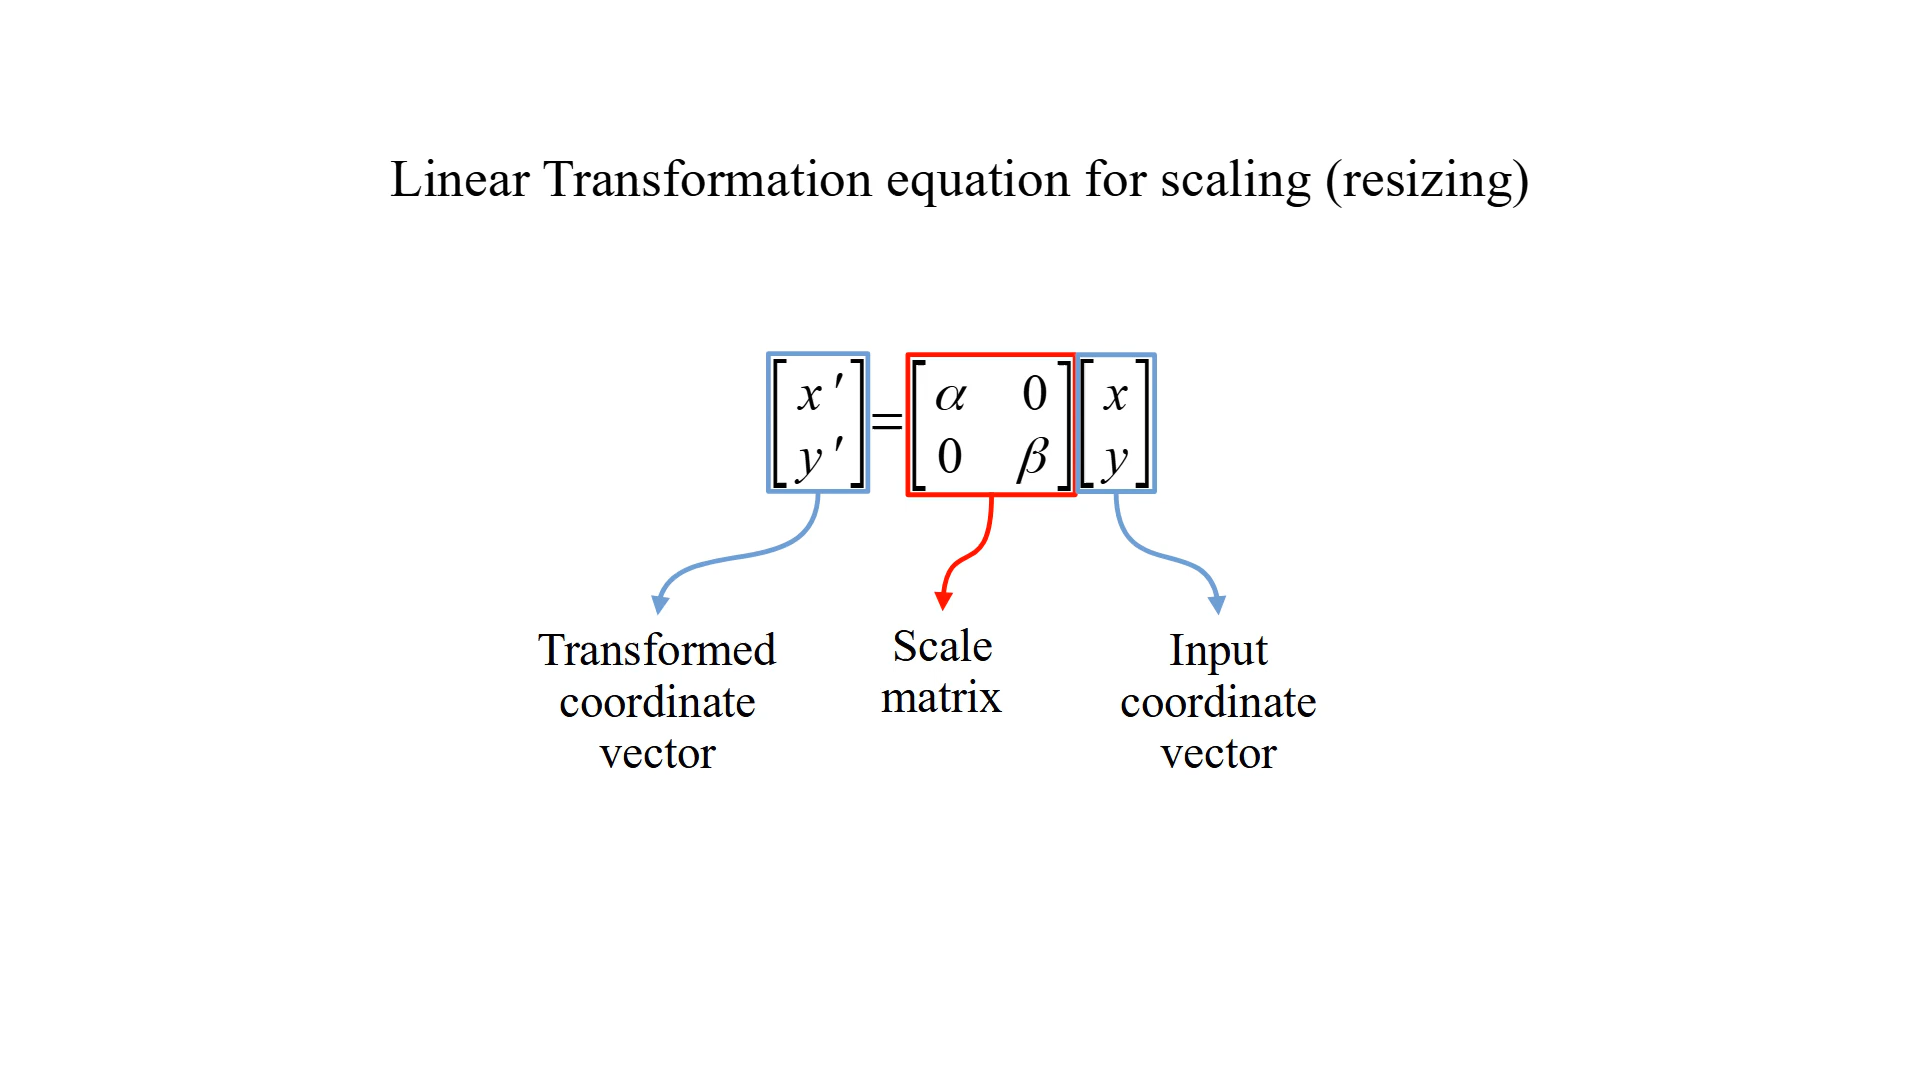 Linear Transformation equation for scaling (resizing)
[x′ y′] = [α 0 0 β] [x y]
Transformed coordinate vector
Scale matrix
Input coordinate vector